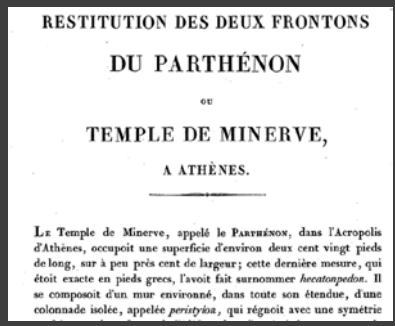 RESTITUTION DES DEUX FRONTONS
DU PARTHÉNON
OU
TEMPLE DE MINERVE,
A ATHÈNES.
LE Temple de Minerve, appelé le PARTHÉNON, dans l'Acropolis
d'Athènes, occupoit une superficie d'environ deux cent vingt pieds
de long, sur à peu près cent de largeur; cette dernière mesure, qui
étoit exacte en pieds grecs, l'avoit fait surnommer hecatonpedon. Il
se composoit d'un mur environné, dans toute son étendue, d'une
colonnade isolée, appelée peristyloa, qui régnoit avec une symétrie